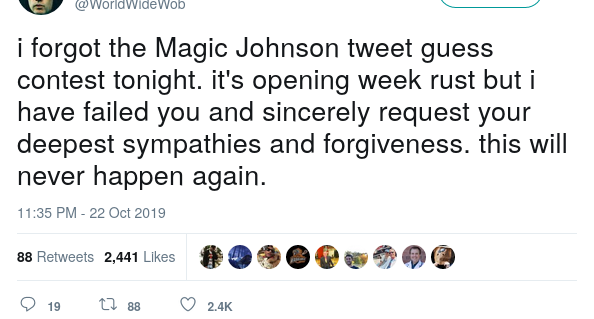 @WorldWideWob
i forgot the Magic Johnson tweet guess
contest tonight. it's opening week rust but i
have failed you and sincerely request your
deepest sympathies and forgiveness. this will
never happen again.
11:35 PM - 22 Oct 2019
88 Retweets 2,441 Likes
19 88 2.4K